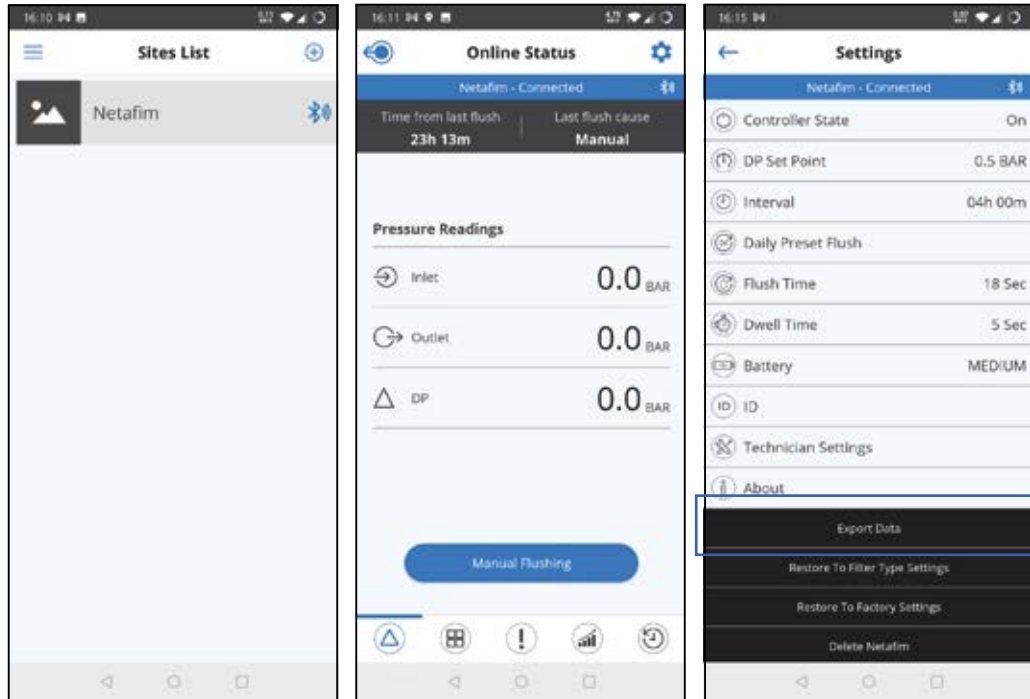 16:10
Sites List
Netafim
16:11
Online Status
Netafim - Connected
Time from last flush
Last flush cause
23h 13m
Manual
Pressure Readings
Inlet
0.0 BAR
Outlet
0.0 BAR
DP
0.0 BAR
Manual Flushing
16:15
Settings
Netafim - Connected
Controller State
On
DP Set Point
0.5 BAR
Interval
04h 00m
Daily Preset Flush
Flush Time
18 Sec
Dwell Time
5 Sec
Battery
MEDIUM
ID
ID
Technician Settings
About
Export Data
Restore To Filter Type Settings
Restore To Factory Settings
Delete Netafim